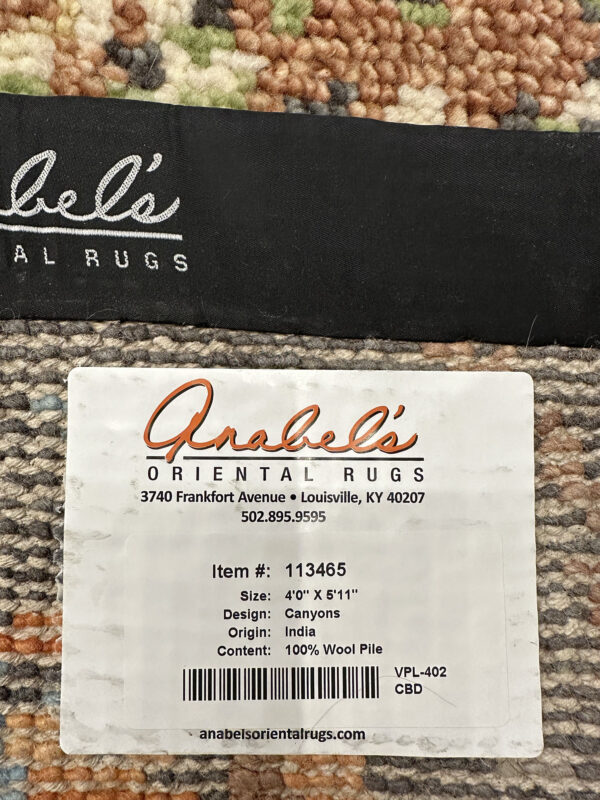 bel's
AL RUGS
Anabel's
ORIENTAL RUGS
3740 Frankfort Avenue • Louisville, KY 40207
502.895.9595
Item #: 113465
Size: 4'0" X 5'11"
Design: Canyons
Origin: India
Content: 100% Wool Pile
VPL-402
CBD
anabelsorientalrugs.com